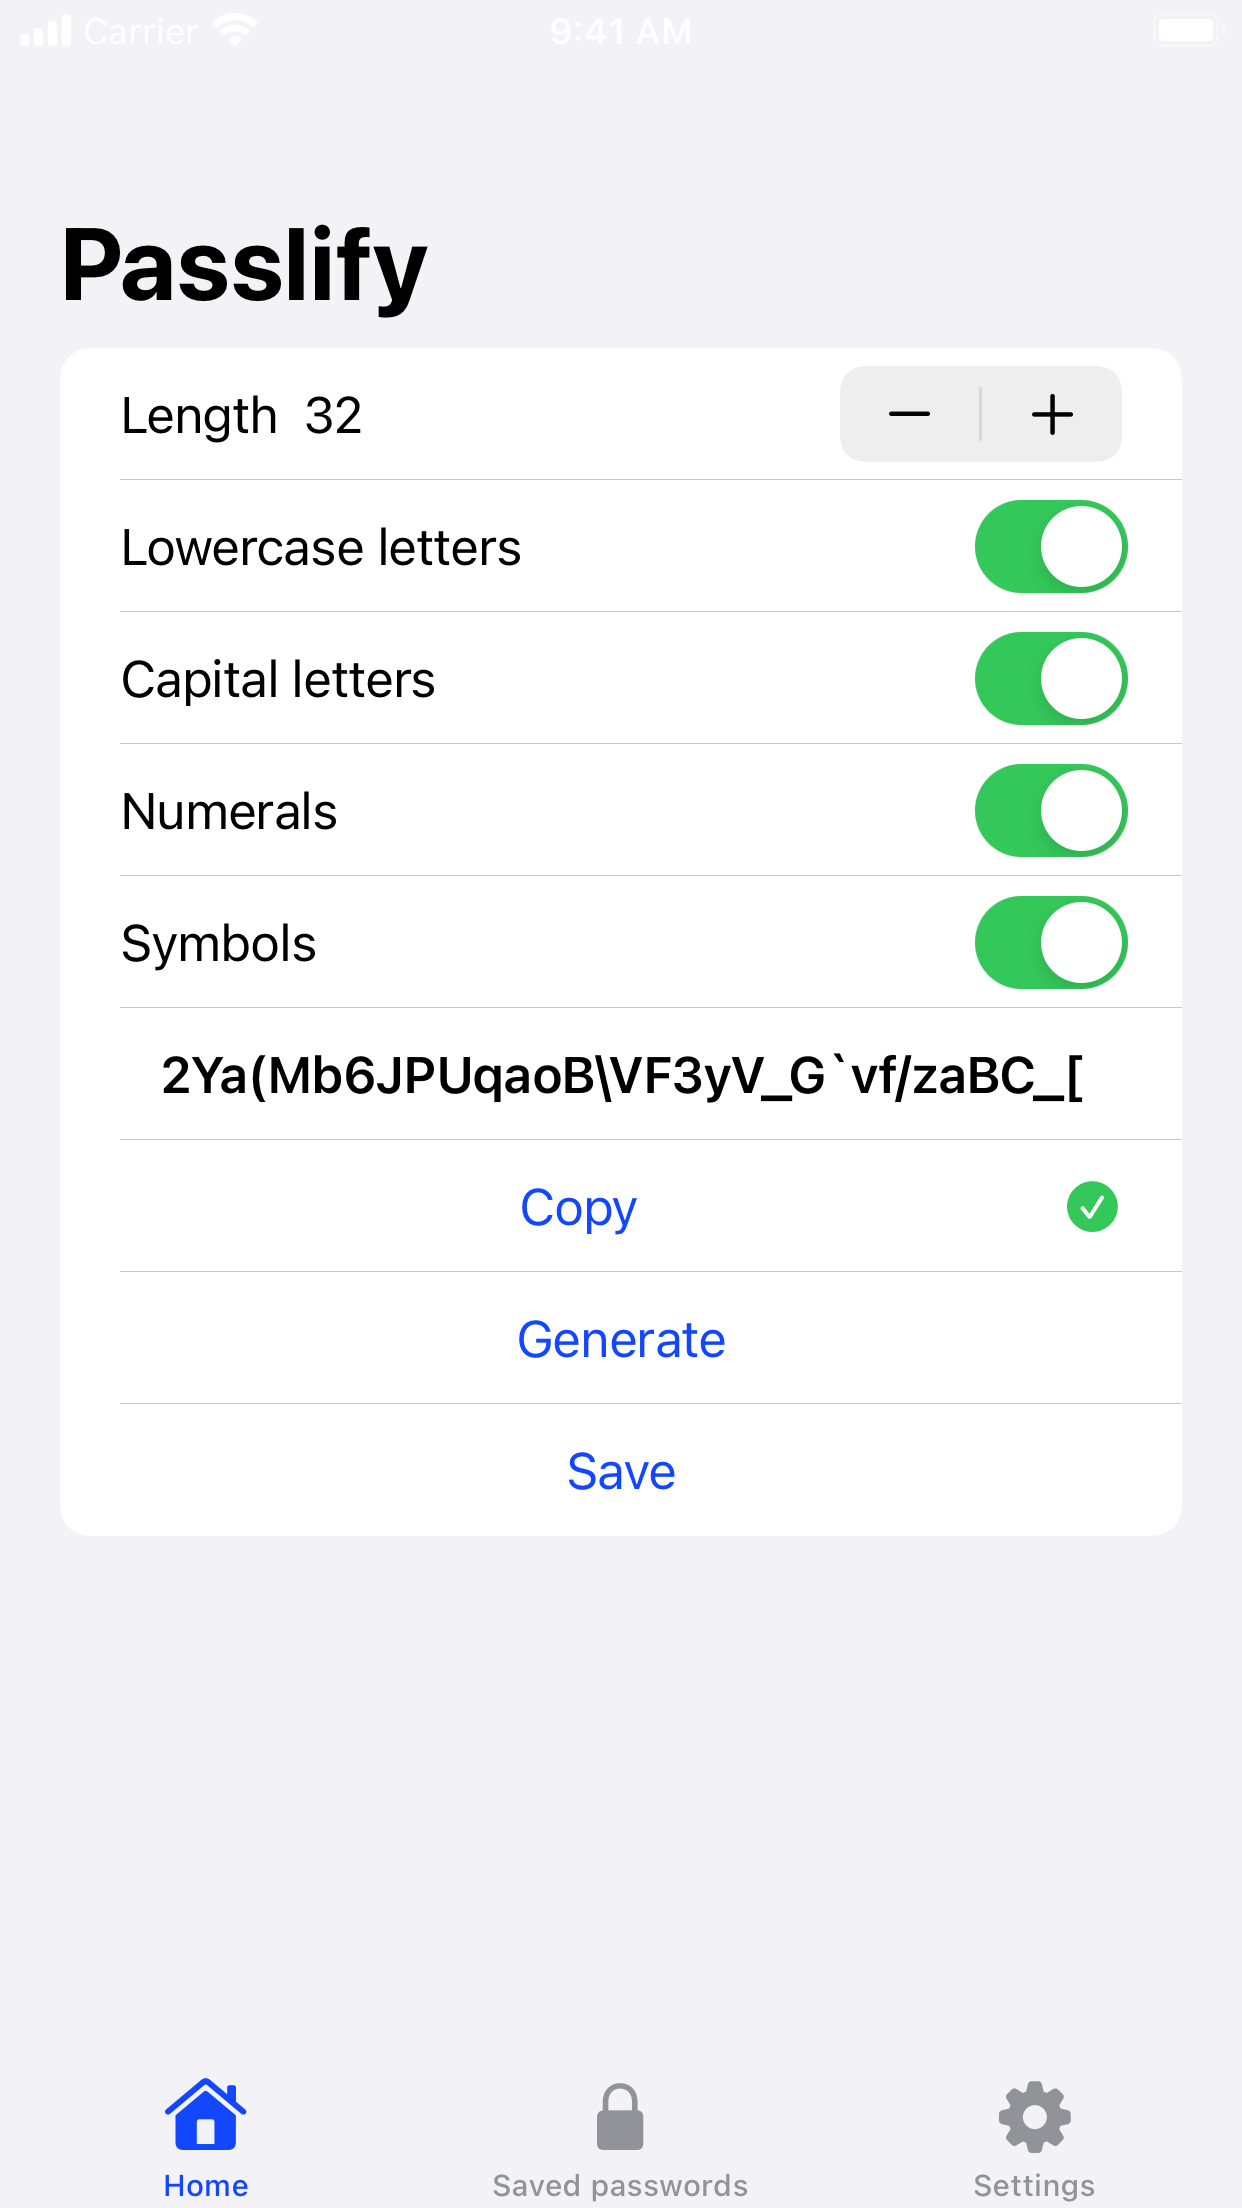 Carrier 9:41 AM
Passlify
Length 32
Lowercase letters
Capital letters
Numerals
Symbols
2Ya(Mb6JPUqaoB\VF3yV_G`vf/zaBC_[
Copy
Generate
Save
Home Saved passwords Settings